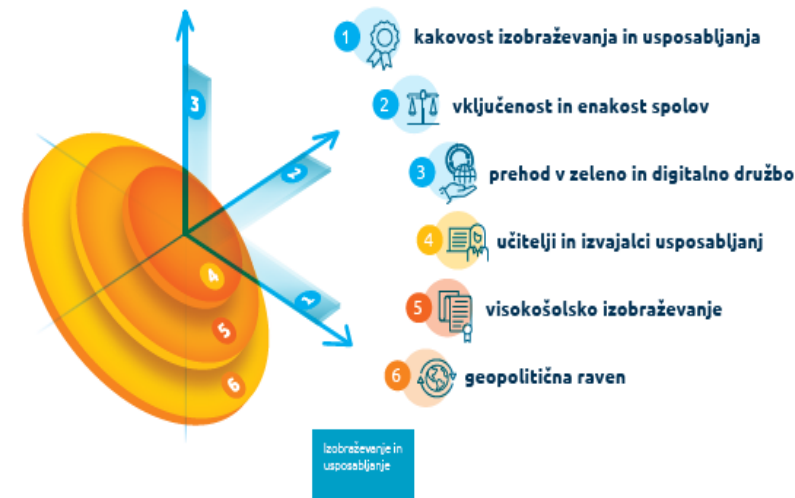 1 kakovost izobraževanja in usposabljanja
2 vključenost in enakost spolov
3 prehod v zeleno in digitalno družbo
4 učitelji in izvajalci usposabljanj
5 visokošolsko izobraževanje
6 geopolitična raven
3
2
1
4
5
6
Izobraževanje in
usposabljanje